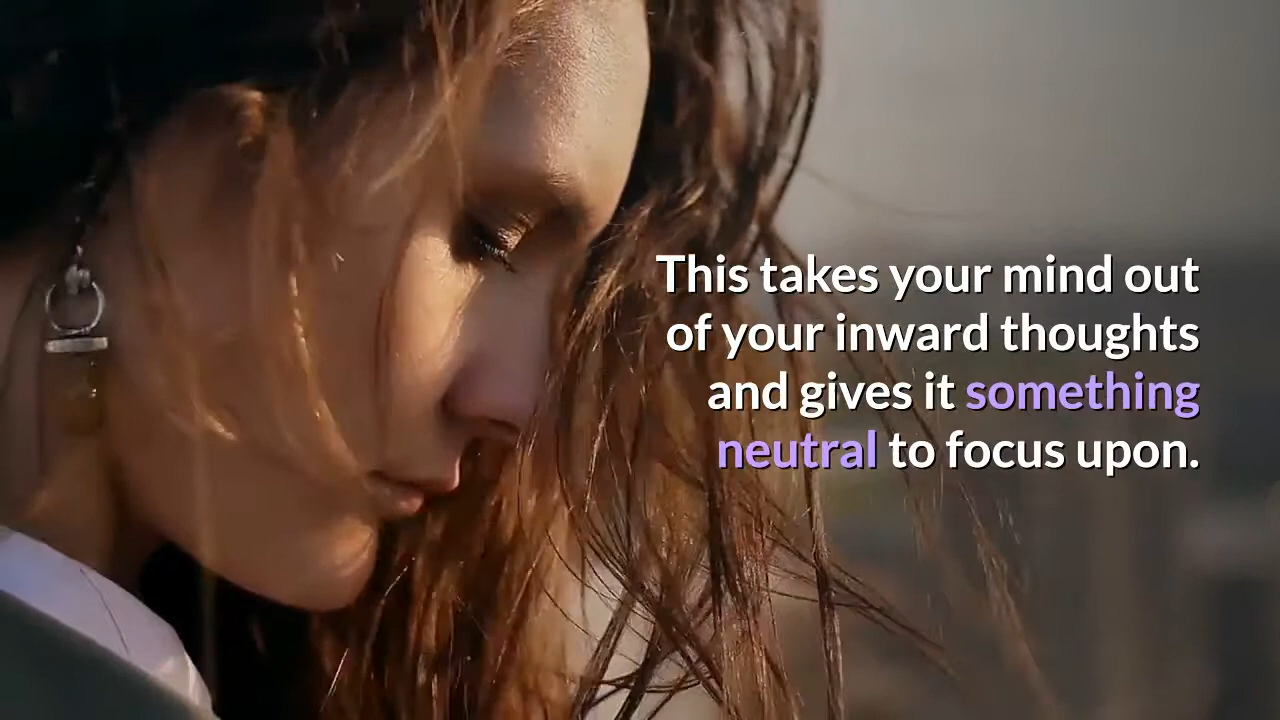 This takes your mind out
of your inward thoughts
and gives it something
neutral to focus upon.